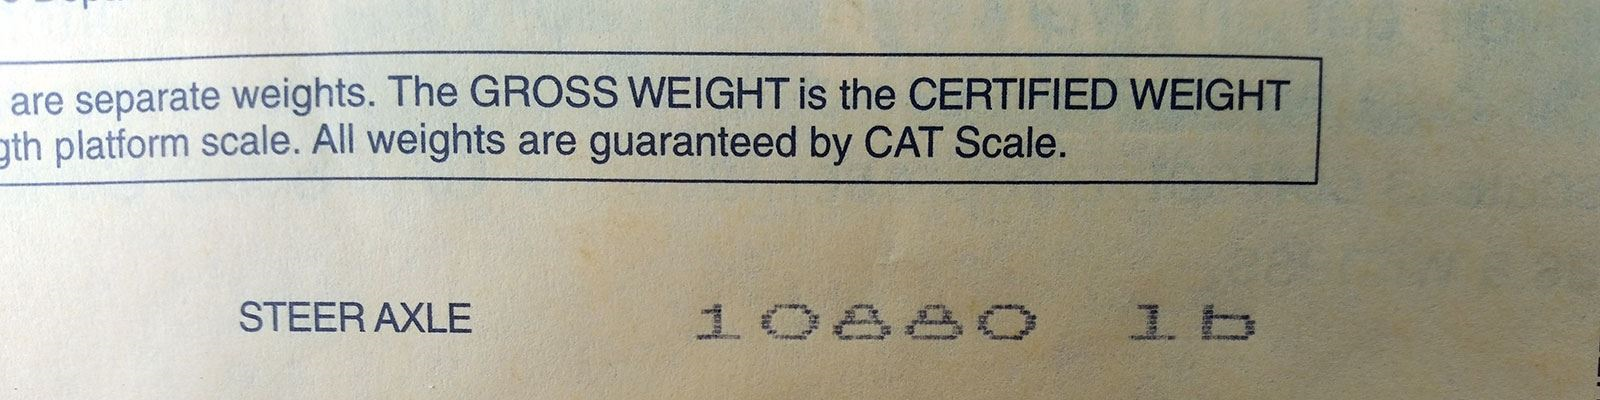 are separate weights. The GROSS WEIGHT is the CERTIFIED WEIGHT
platform scale. All weights are guaranteed by CAT Scale.
STEER AXLE 10880 lb